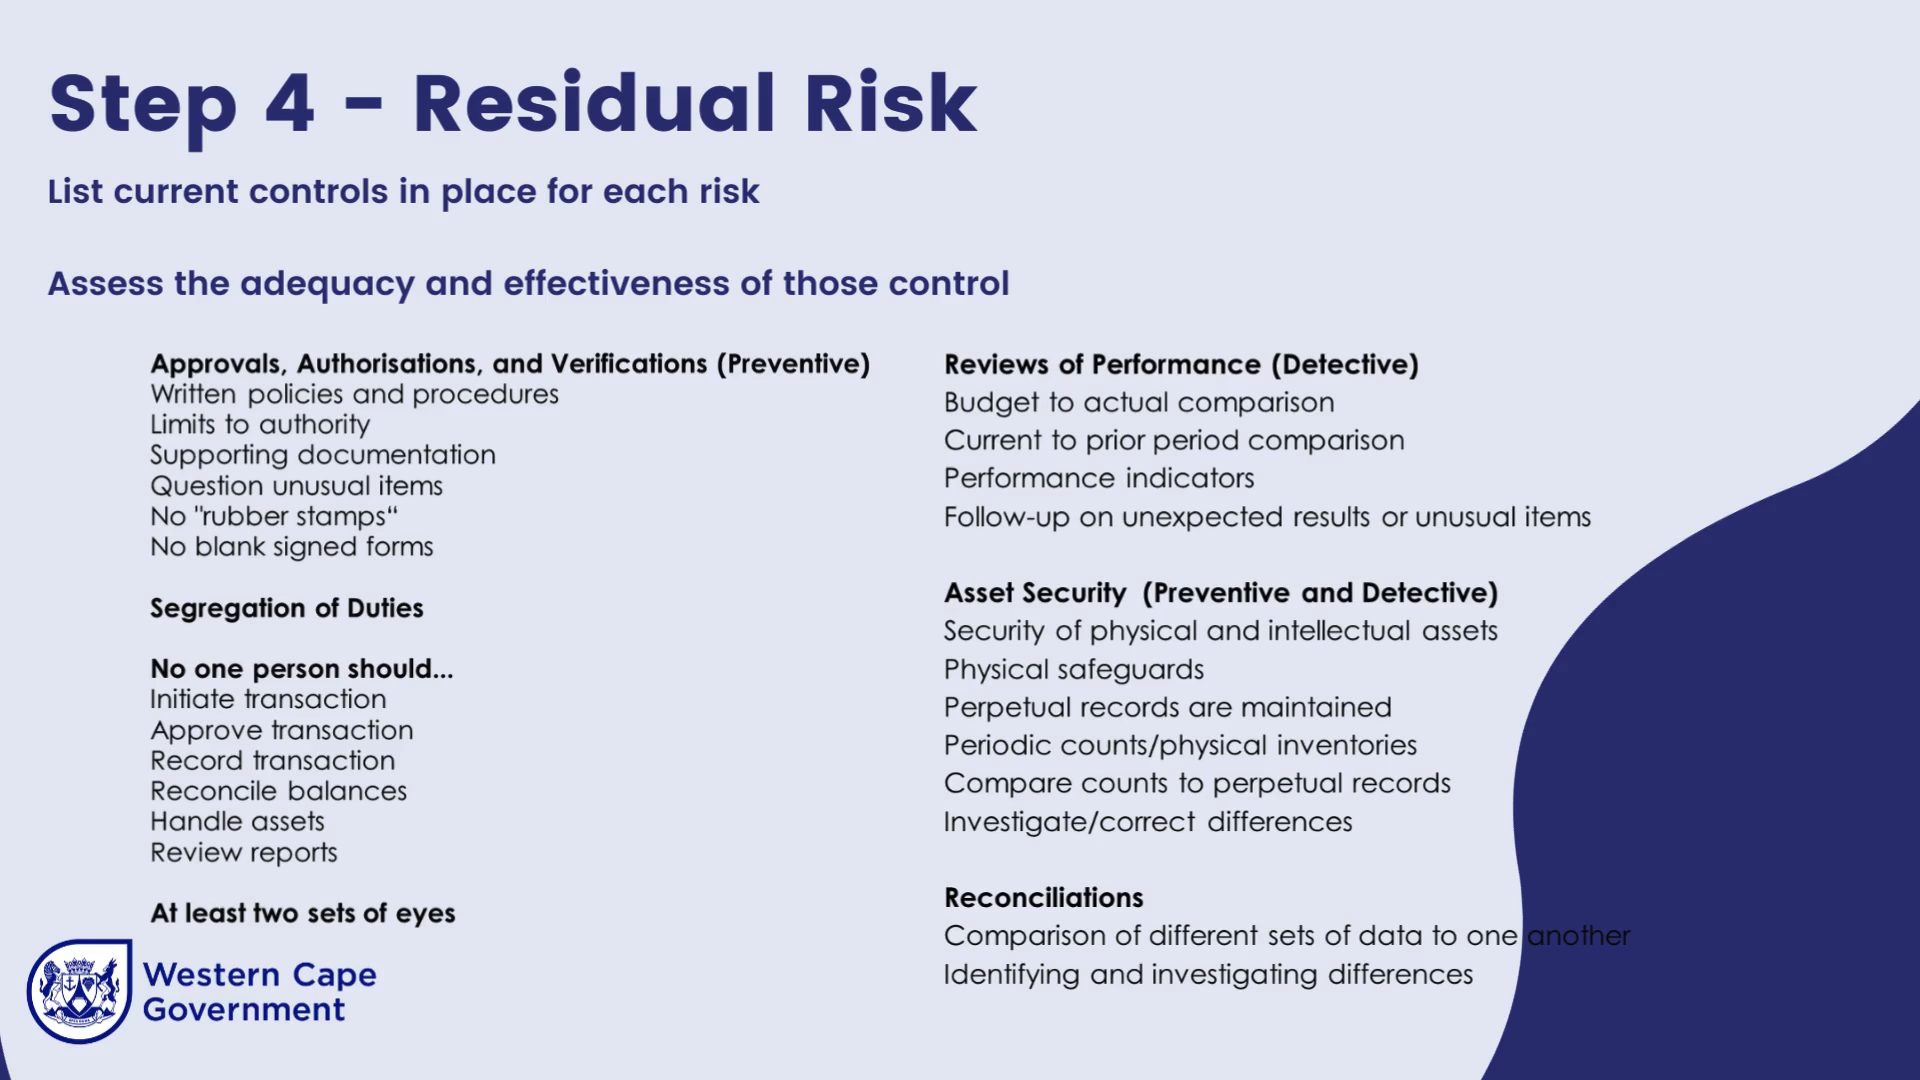 Step 4 - Residual Risk
List current controls in place for each risk
Assess the adequacy and effectiveness of those control
Approvals, Authorisations, and Verifications (Preventive)
Written policies and procedures
Limits to authority
Supporting documentation
Question unusual items
No "rubber stamps“
No blank signed forms
Segregation of Duties
No one person should...
Initiate transaction
Approve transaction
Record transaction
Reconcile balances
Handle assets
Review reports
At least two sets of eyes
Reviews of Performance (Detective)
Budget to actual comparison
Current to prior period comparison
Performance indicators
Follow-up on unexpected results or unusual items
Asset Security (Preventive and Detective)
Security of physical and intellectual assets
Physical safeguards
Perpetual records are maintained
Periodic counts/physical inventories
Compare counts to perpetual records
Investigate/correct differences
Reconciliations
Comparison of different sets of data to one another
Identifying and investigating differences
Western Cape
Government